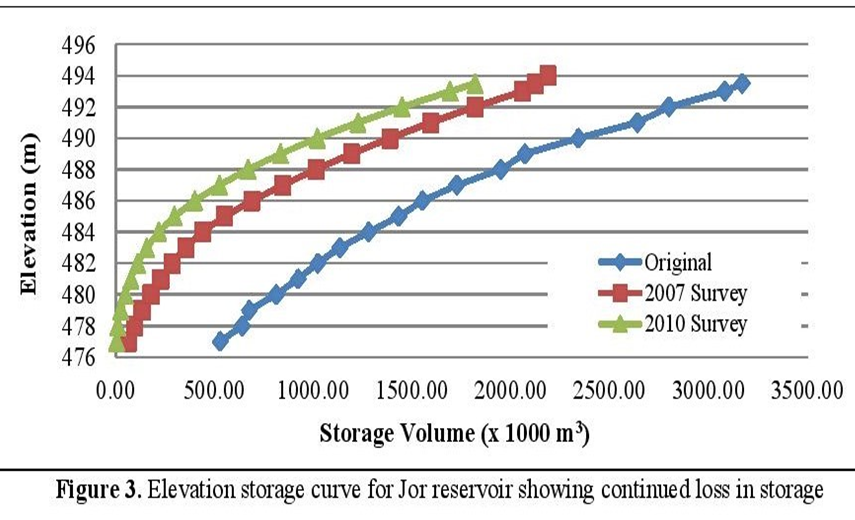 496
494
492
490
488
486
484
482
480
478
476
Elevation (m)
0.00 500.00 1000.00 1500.00 2000.00 2500.00 3000.00 3500.00
Storage Volume (x 1000 m³)
Original
2007 Survey
2010 Survey
Figure 3. Elevation storage curve for Jor reservoir showing continued loss in storage